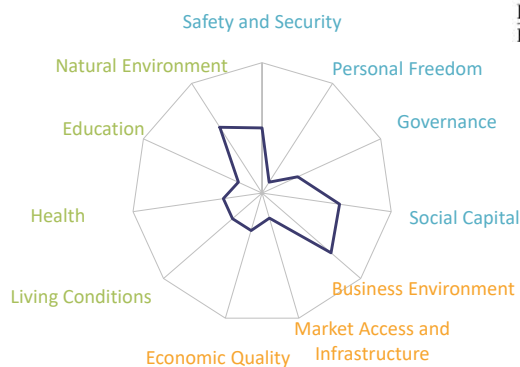 Safety and Security
Natural Environment
Personal Freedom
Education
Governance
Health
Social Capital
Living Conditions
Business Environment
Market Access and
Infrastructure
Economic Quality